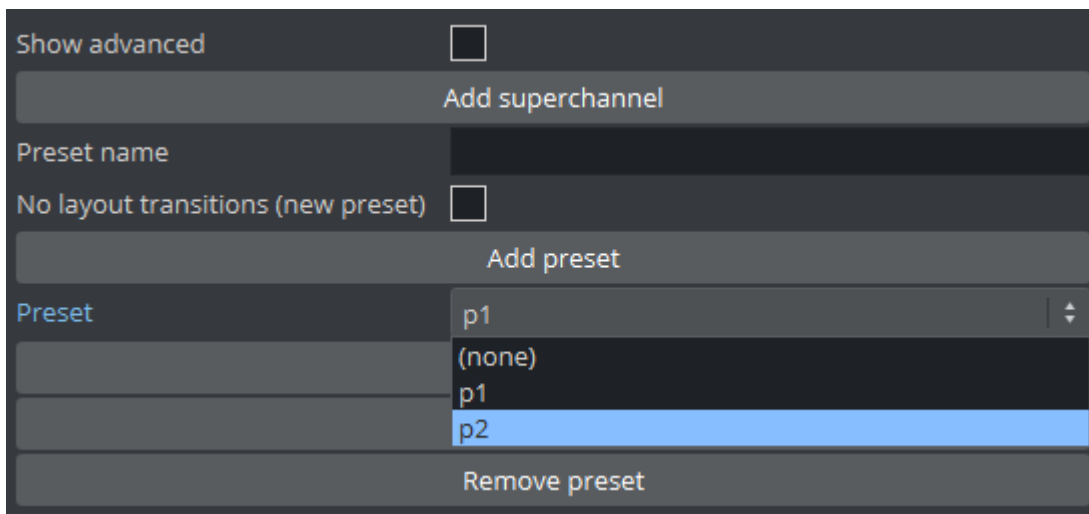 Show advanced
Add superchannel
Preset name
No layout transitions (new preset)
Add preset
Preset
p1
(none)
p1
p2
Remove preset